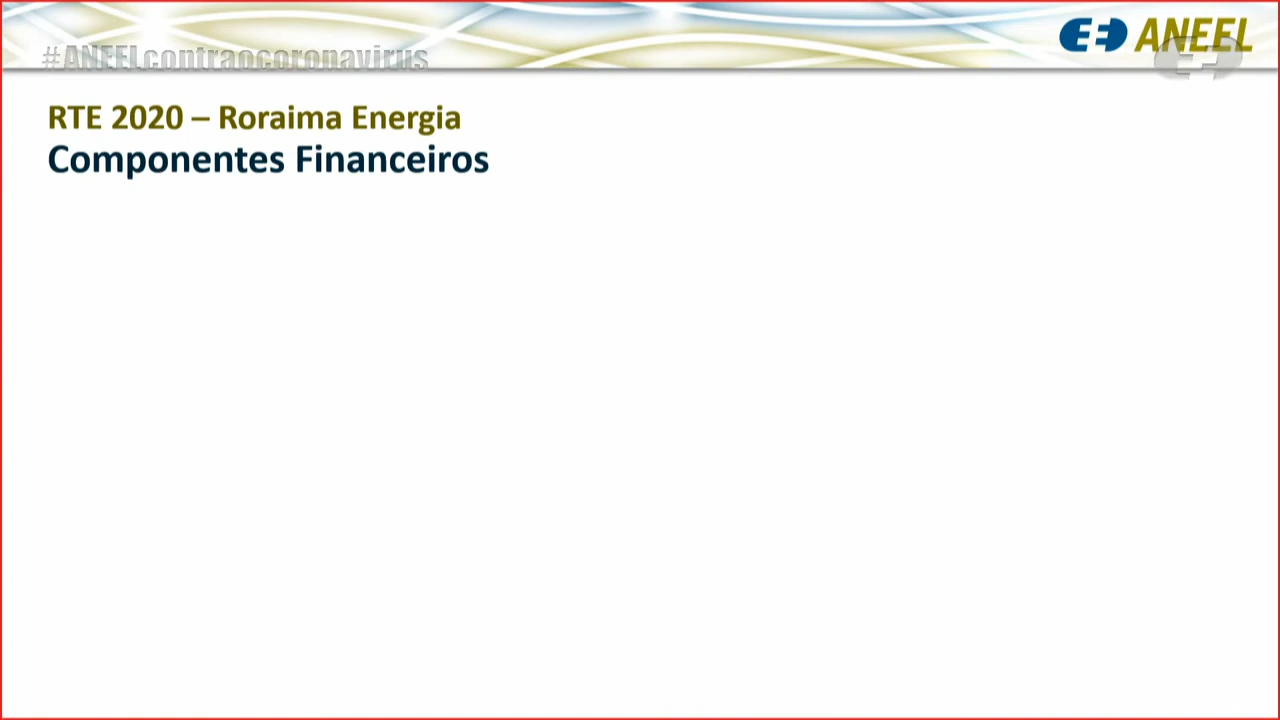 ANEEL
#ANEELcontraocoronavirus
RTE 2020 – Roraima Energia
Componentes Financeiros